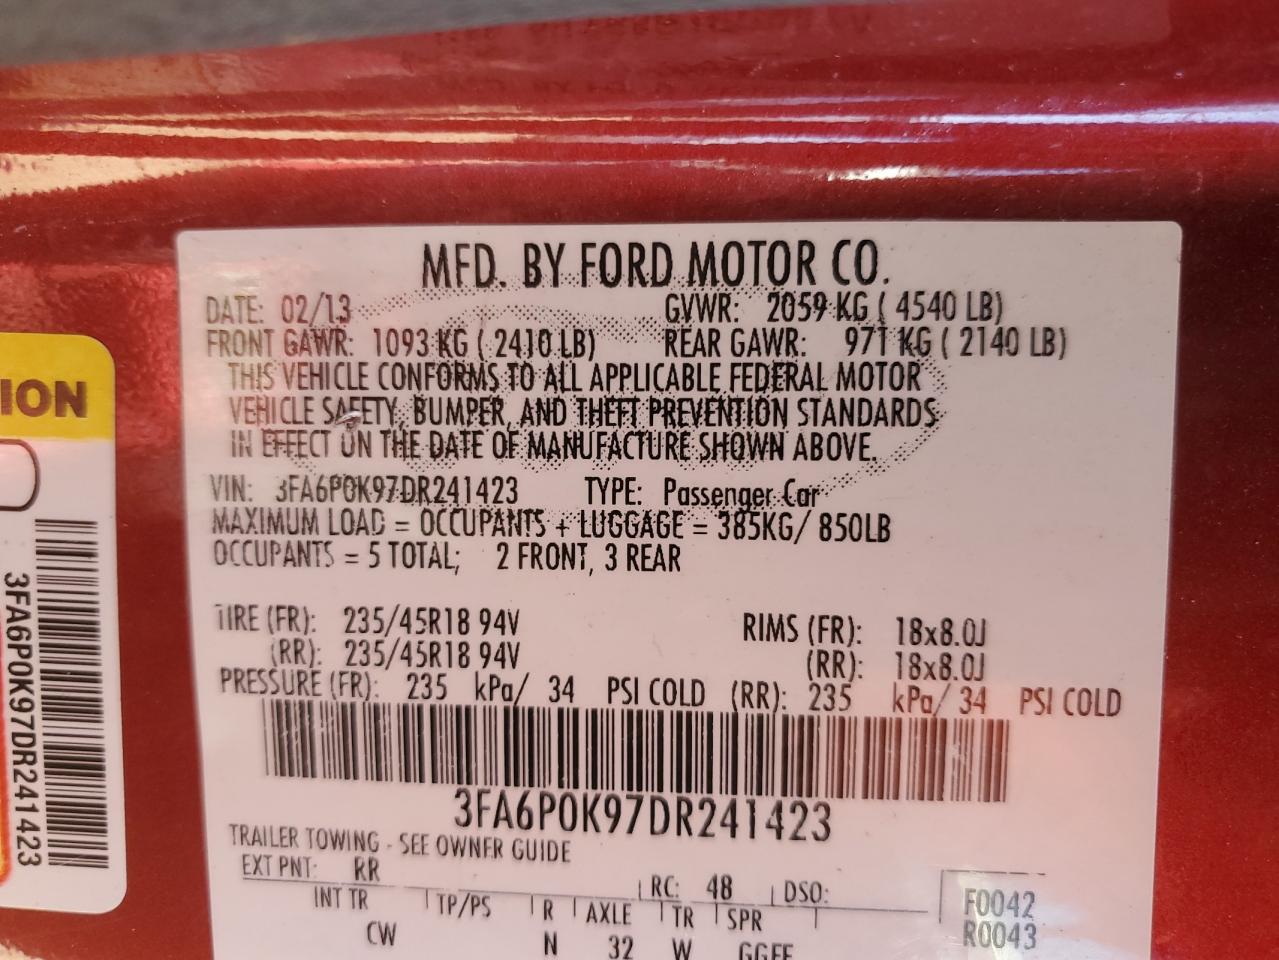 MFD. BY FORD MOTOR CO.
DATE: 02/13 GVWR: 2059 KG ( 4540 LB)
FRONT GAWR: 1093 KG ( 2410 LB) REAR GAWR: 971 KG ( 2140 LB)
THIS VEHICLE CONFORMS TO ALL APPLICABLE FEDERAL MOTOR
VEHICLE SAFETY, BUMPER, AND THEFT PREVENTION STANDARDS
IN EFFECT ON THE DATE OF MANUFACTURE SHOWN ABOVE.
VIN: 3FA6P0K97DR241423 TYPE: Passenger Car
MAXIMUM LOAD = OCCUPANTS + LUGGAGE = 385KG/ 850LB
OCCUPANTS = 5 TOTAL; 2 FRONT, 3 REAR
TIRE (FR): 235/45R18 94V RIMS (FR): 18x8.0J
(RR): 235/45R18 94V (RR): 18x8.0J
PRESSURE (FR): 235 kPa/ 34 PSI COLD (RR): 235 kPa/ 34 PSI COLD
3FA6P0K97DR241423
TRAILER TOWING - SEE OWNER GUIDE
EXT PNT: RR RC: 48 DSO: F0042
INT TR TP/PS R AXLE TR SPR R0043
CW N 32 W GGFF
ION
3FA6P0K97DR241423